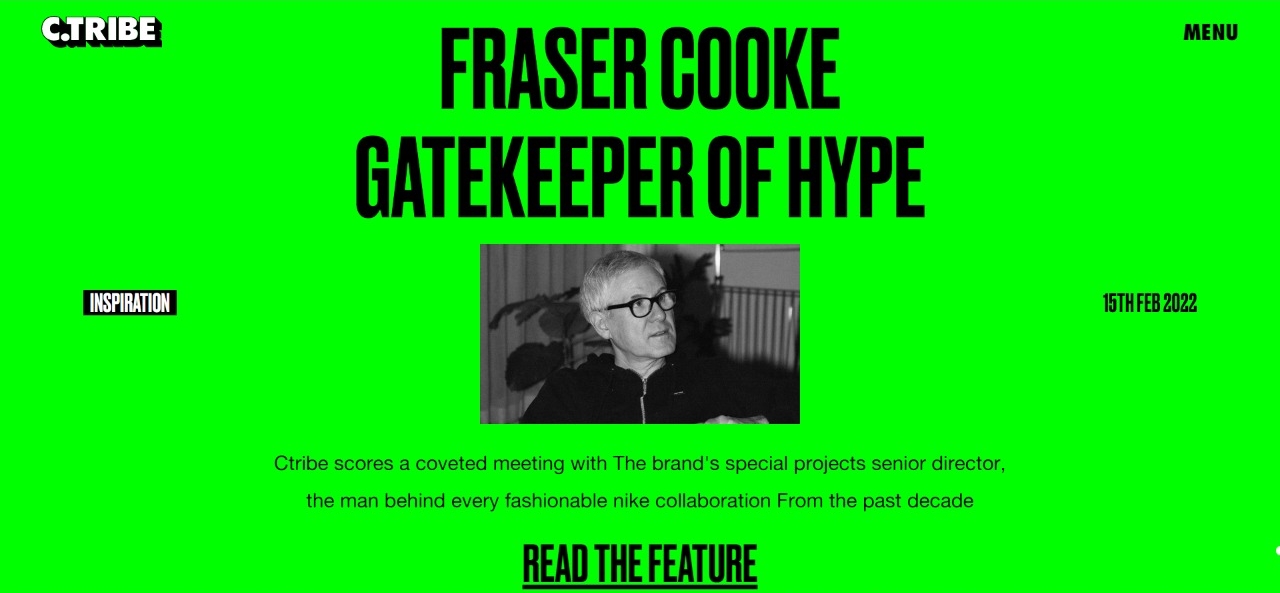 C.TRIBE
MENU
FRASER COOKE
GATEKEEPER OF HYPE
INSPIRATION
15TH FEB 2022
Ctribe scores a coveted meeting with The brand's special projects senior director,
the man behind every fashionable nike collaboration From the past decade
READ THE FEATURE